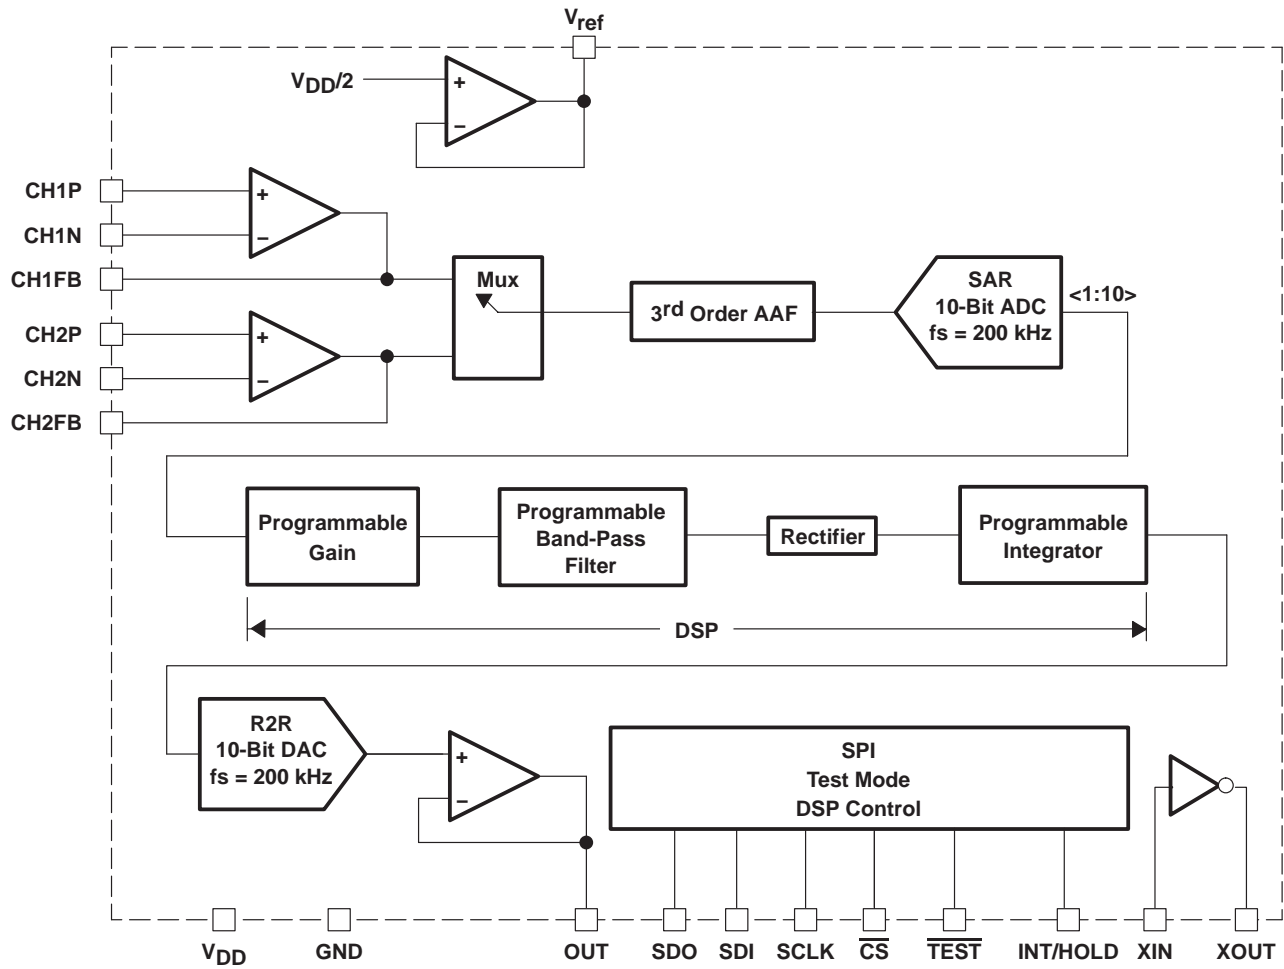 Vref
VDD/2
+
−
CH1P
+
CH1N
−
CH1FB
Mux
SAR
10-Bit ADC
fs = 200 kHz
<1:10>
3rd Order AAF
CH2P
+
CH2N
−
CH2FB
Programmable
Gain
Programmable
Band-Pass
Filter
Rectifier
Programmable
Integrator
DSP
R2R
10-Bit DAC
fs = 200 kHz
+
−
SPI
Test Mode
DSP Control
VDD
GND
OUT
SDO
SDI
SCLK
C̅S̅
T̅E̅S̅T̅
INT/HOLD
XIN
XOUT